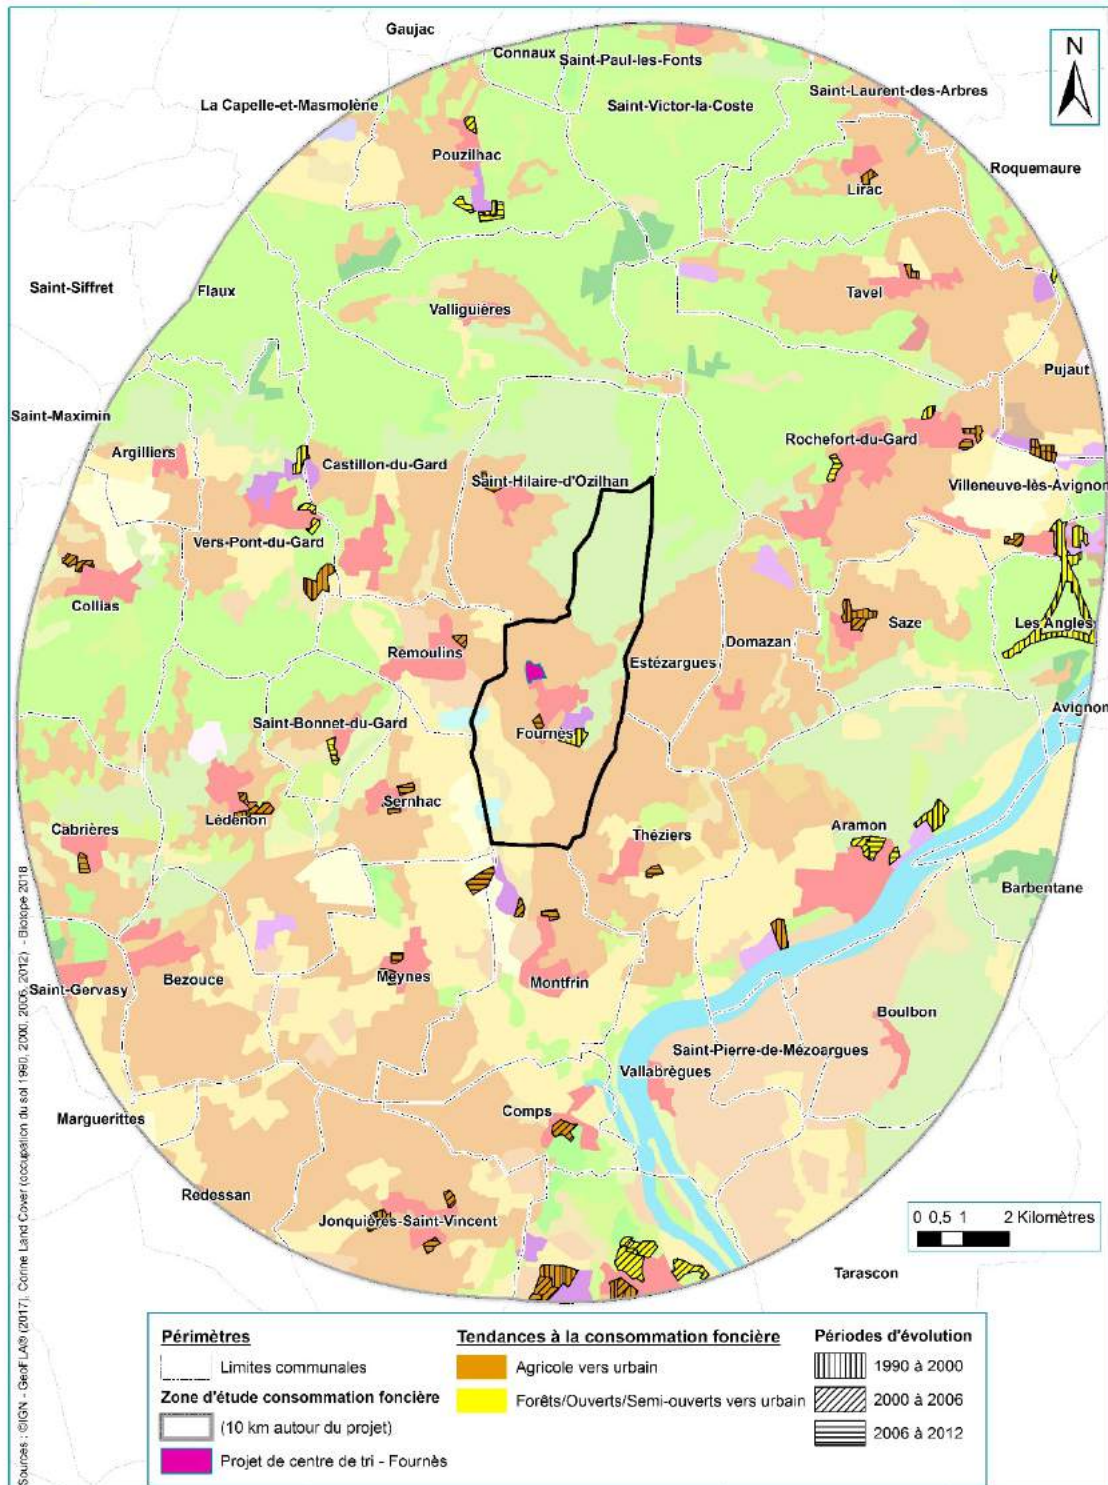 Gaujac
Connaux
Saint-Paul-les-Fonts
N
La Capelle-et-Masmolène
Saint-Victor-la-Coste
Saint-Laurent-des-Arbres
Pouzilhac
Roquemaure
Lirac
Saint-Siffret
Flaux
Valliguières
Tavel
Pujaut
Saint-Maximin
Argilliers
Castillon-du-Gard
Rochefort-du-Gard
Saint-Hilaire-d'Ozilhan
Villeneuve-lès-Avignon
Vers-Pont-du-Gard
Collias
Remoulins
Estézargues
Domazan
Saze
Les Angles
Saint-Bonnet-du-Gard
Fournès
Avignon
Sernhac
Lédenon
Cabrières
Théziers
Aramon
Barbentane
Saint-Gervasy
Bezouce
Meynes
Montfrin
Boulbon
Saint-Pierre-de-Mézoargues
Vallabrègues
Marguerittes
Comps
Redessan
Jonquières-Saint-Vincent
0 0,5 1 2 Kilomètres
Tarascon
Périmètres
Limites communales
Zone d'étude consommation foncière
(10 km autour du projet)
Projet de centre de tri - Fournès
Tendances à la consommation foncière
Agricole vers urbain
Forêts/Ouverts/Semi-ouverts vers urbain
Périodes d'évolution
1990 à 2000
2000 à 2006
2006 à 2012
Sources : ©IGN - GeoFLA® (2017), Corine Land Cover (occupation du sol 1990, 2000, 2006, 2012) - Biotope 2018